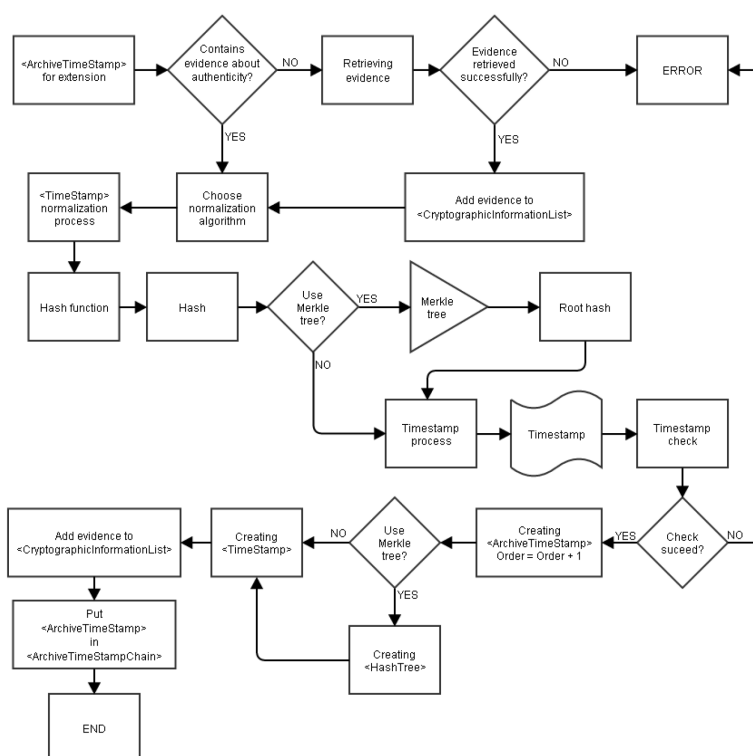 <ArchiveTimeStamp>
for extension
Contains
evidence about
authenticity?
NO
Retrieving
evidence
Evidence
retrieved
successfully?
NO
ERROR
YES
YES
<TimeStamp>
normalization
process
Choose
normalization
algorithm
Add evidence to
<CryptographicInformationList>
Hash function
Hash
Use
Merkle
tree?
YES
Merkle
tree
Root hash
NO
Timestamp
process
Timestamp
Timestamp
check
Add evidence to
<CryptographicInformationList>
Creating
<TimeStamp>
NO
Use
Merkle
tree?
Creating
<ArchiveTimeStamp>
Order = Order + 1
YES
Check
suceed?
NO
YES
Put
<ArchiveTimeStamp>
in
<ArchiveTimeStampChain>
Creating
<HashTree>
END